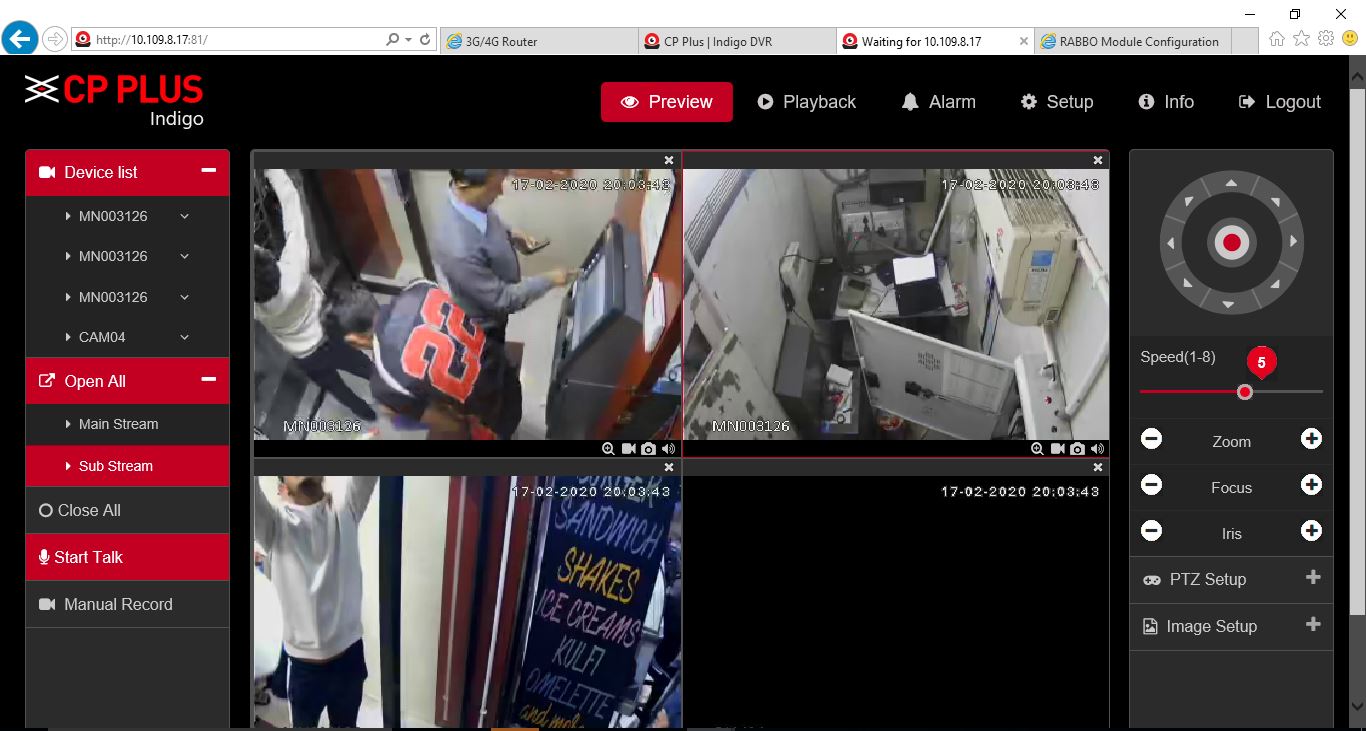 http://10.109.8.17:81/
3G/4G Router
CP Plus | Indigo DVR
Waiting for 10.109.8.17
RABBO Module Configuration
CP PLUS
Indigo
Preview
Playback
Alarm
Setup
Info
Logout
Device list
MN003126
MN003126
MN003126
CAM04
Open All
Main Stream
Sub Stream
Close All
Start Talk
Manual Record
17-02-2020 20:03:42
22
MN003126
17-02-2020 20:03:43
MN003126
17-02-2020 20:03:43
SANDWICH
SHAKES
ICE CREAMS
KULFI
OMELETTE
and more
17-02-2020 20:03:43
Speed(1-8)
5
Zoom
Focus
Iris
PTZ Setup
Image Setup